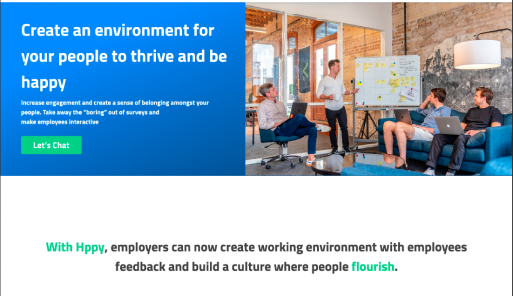 Create an environment for
your people to thrive and be
happy
Increase engagement and create a sense of belonging amongst your
people. Take away the "boring" out of surveys and
make employees interactive
Let's Chat
With Hppy, employers can now create working environment with employees
feedback and build a culture where people flourish.